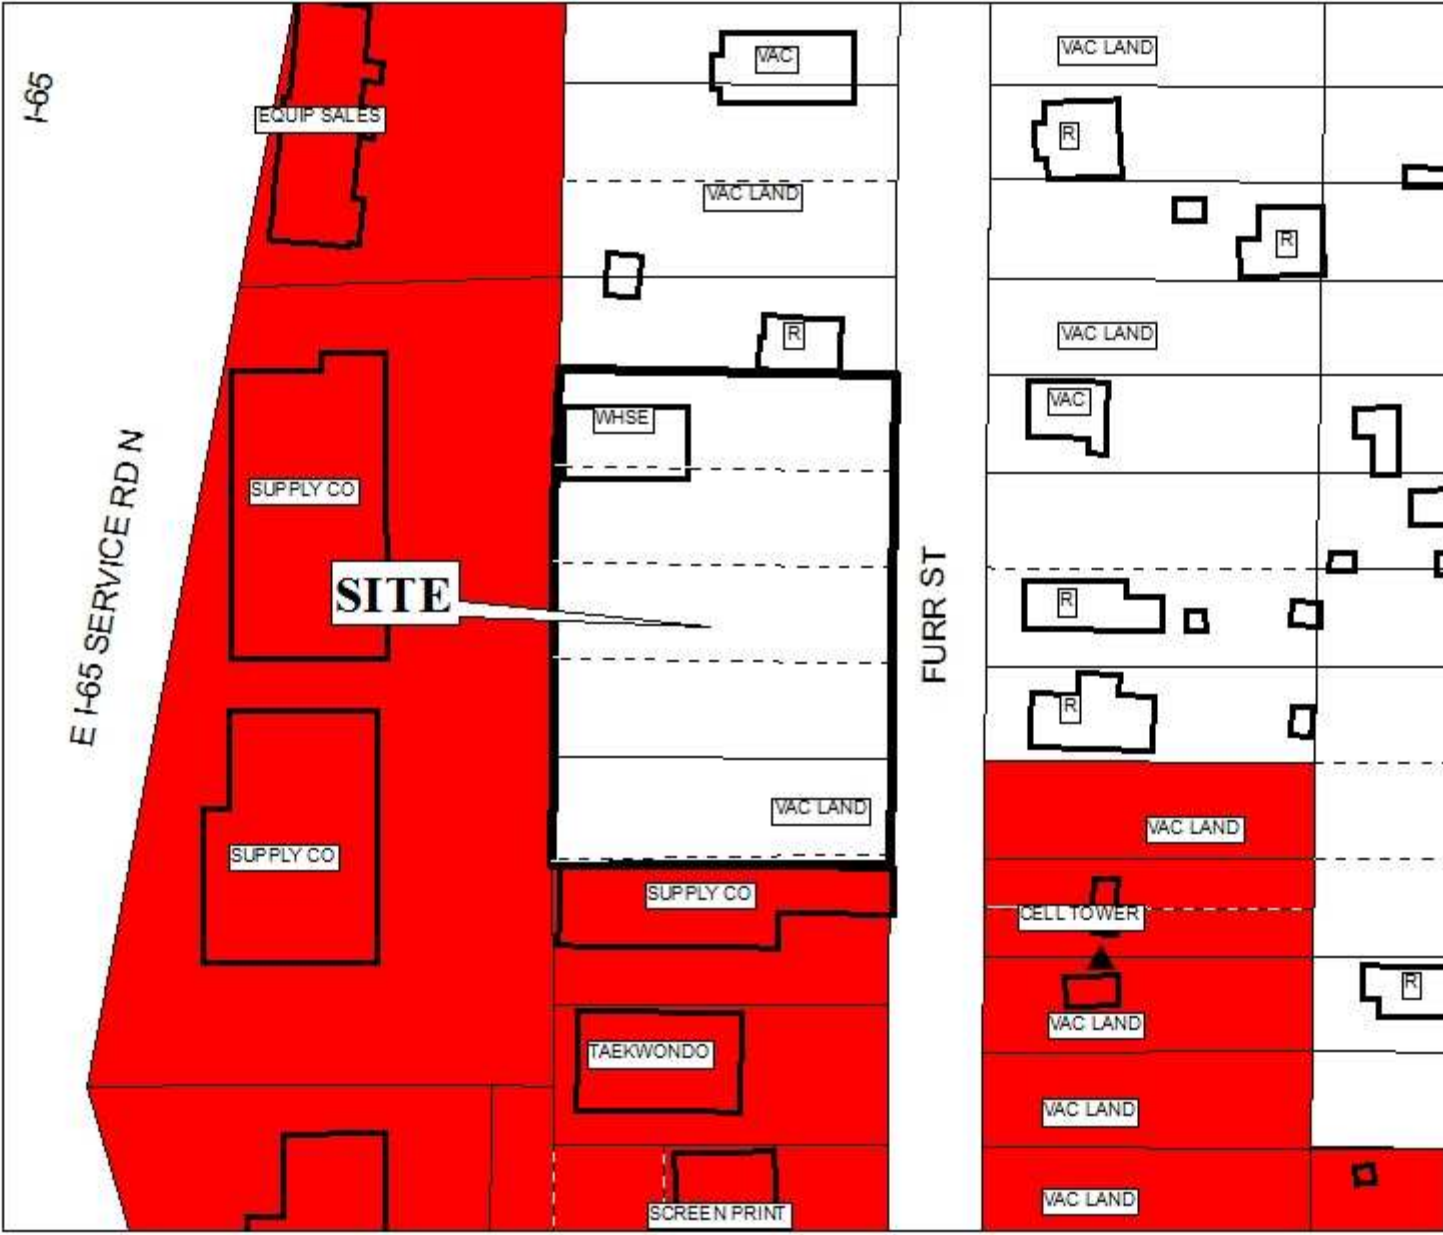 I-65
VAC
VAC LAND
EQUIP SALES
R
VAC LAND
R
R
VAC LAND
WHSE
VAC
SUPPLY CO
E I-65 SERVICE RD N
SITE
FURR ST
R
R
VAC LAND
VAC LAND
SUPPLY CO
SUPPLY CO
CELL TOWER
R
VAC LAND
TAEKWONDO
VAC LAND
VAC LAND
SCREEN PRINT